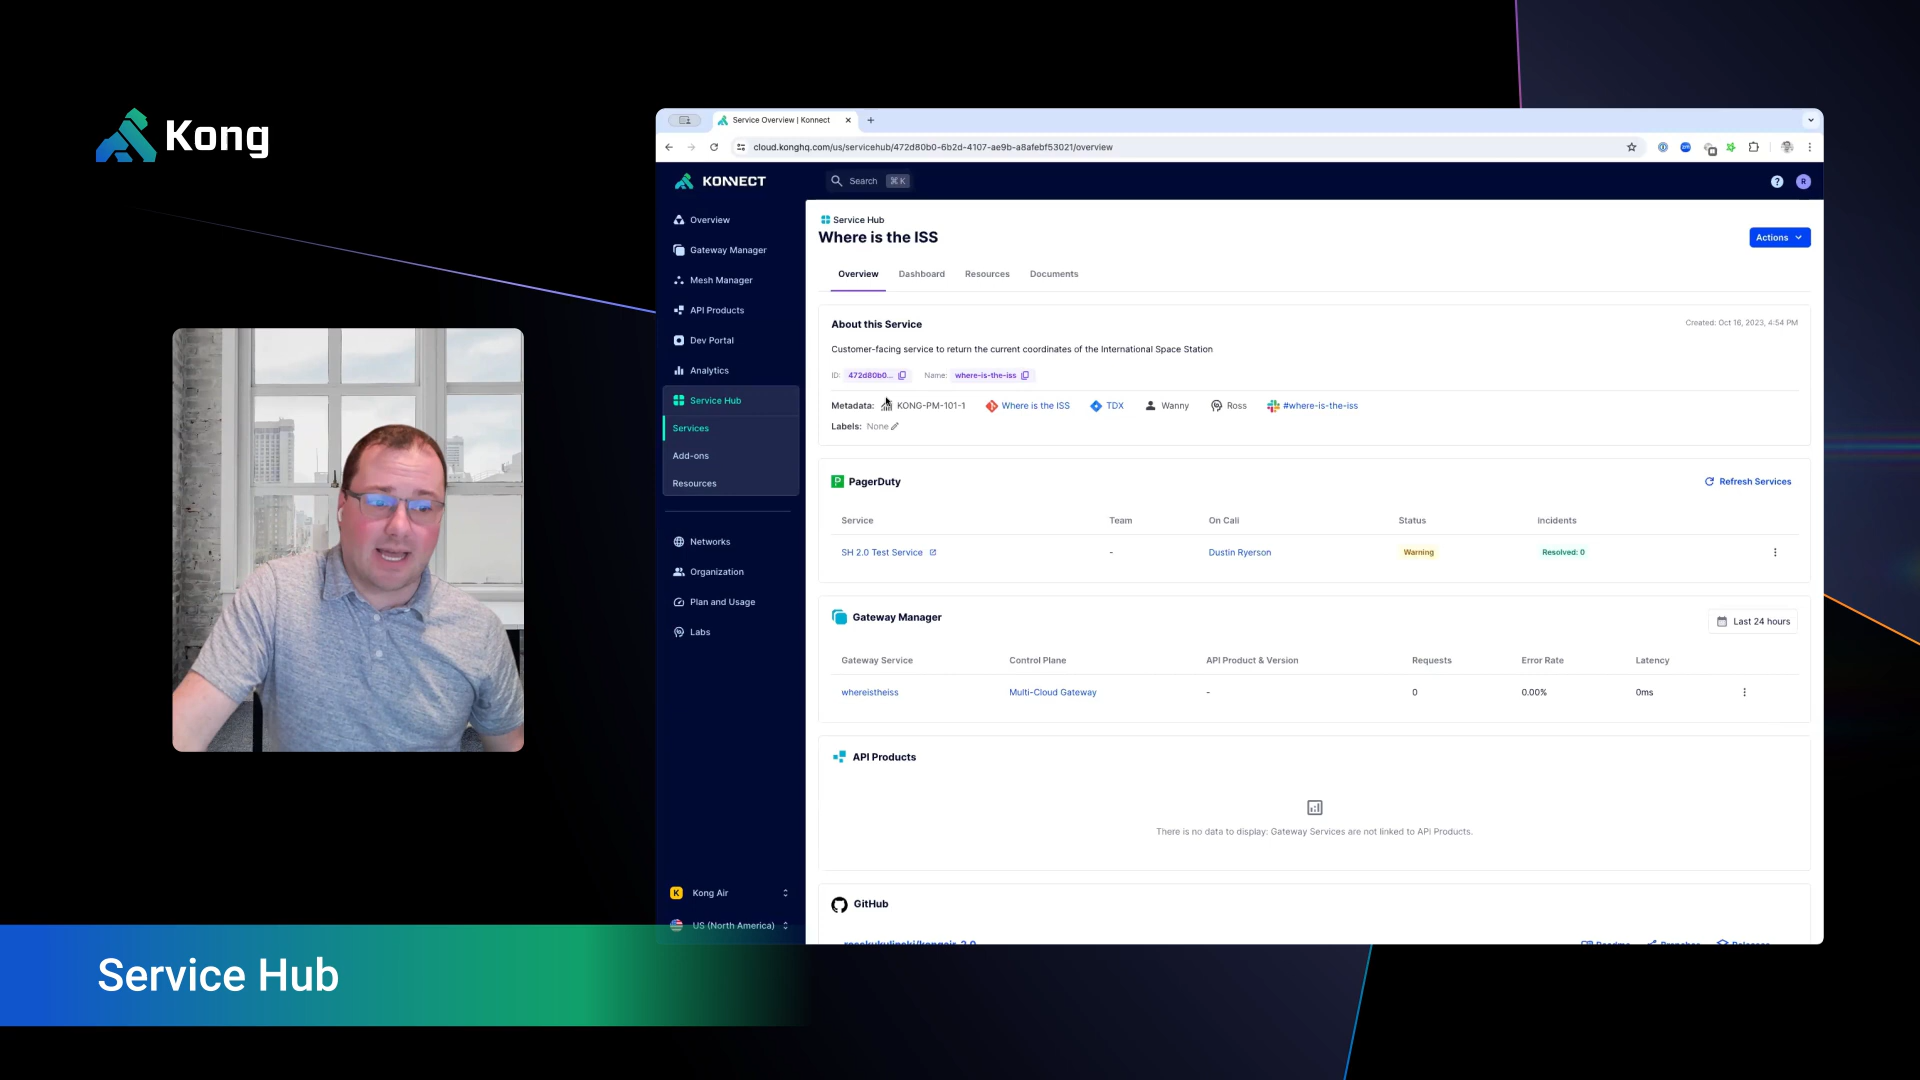 Kong
Service Overview | Konnect
cloud.konghq.com/us/servicehub/472d80b0-6b2d-4107-ae9b-a8afebf53021/overview
KONNECT
Search
⌘ K
R
Overview
Gateway Manager
Mesh Manager
API Products
Dev Portal
Analytics
Service Hub
Services
Add-ons
Resources
Networks
Organization
Plan and Usage
Labs
K Kong Air
US (North America)
Service Hub
Where is the ISS
Actions
Overview Dashboard Resources Documents
About this Service
Created: Oct 16, 2023, 4:54 PM
Customer-facing service to return the current coordinates of the International Space Station
ID: 472d80b0... Name: where-is-the-iss
Metadata: KONG-PM-101-1 Where is the ISS TDX Wanny Ross #where-is-the-iss
Labels: None
PagerDuty
Refresh Services
Service Team On Call Status Incidents
SH 2.0 Test Service - Dustin Ryerson Warning Resolved: 0
Gateway Manager
Last 24 hours
Gateway Service Control Plane API Product & Version Requests Error Rate Latency
whereistheiss Multi-Cloud Gateway - 0 0.00% 0ms
API Products
There is no data to display: Gateway Services are not linked to API Products.
GitHub
Service Hub